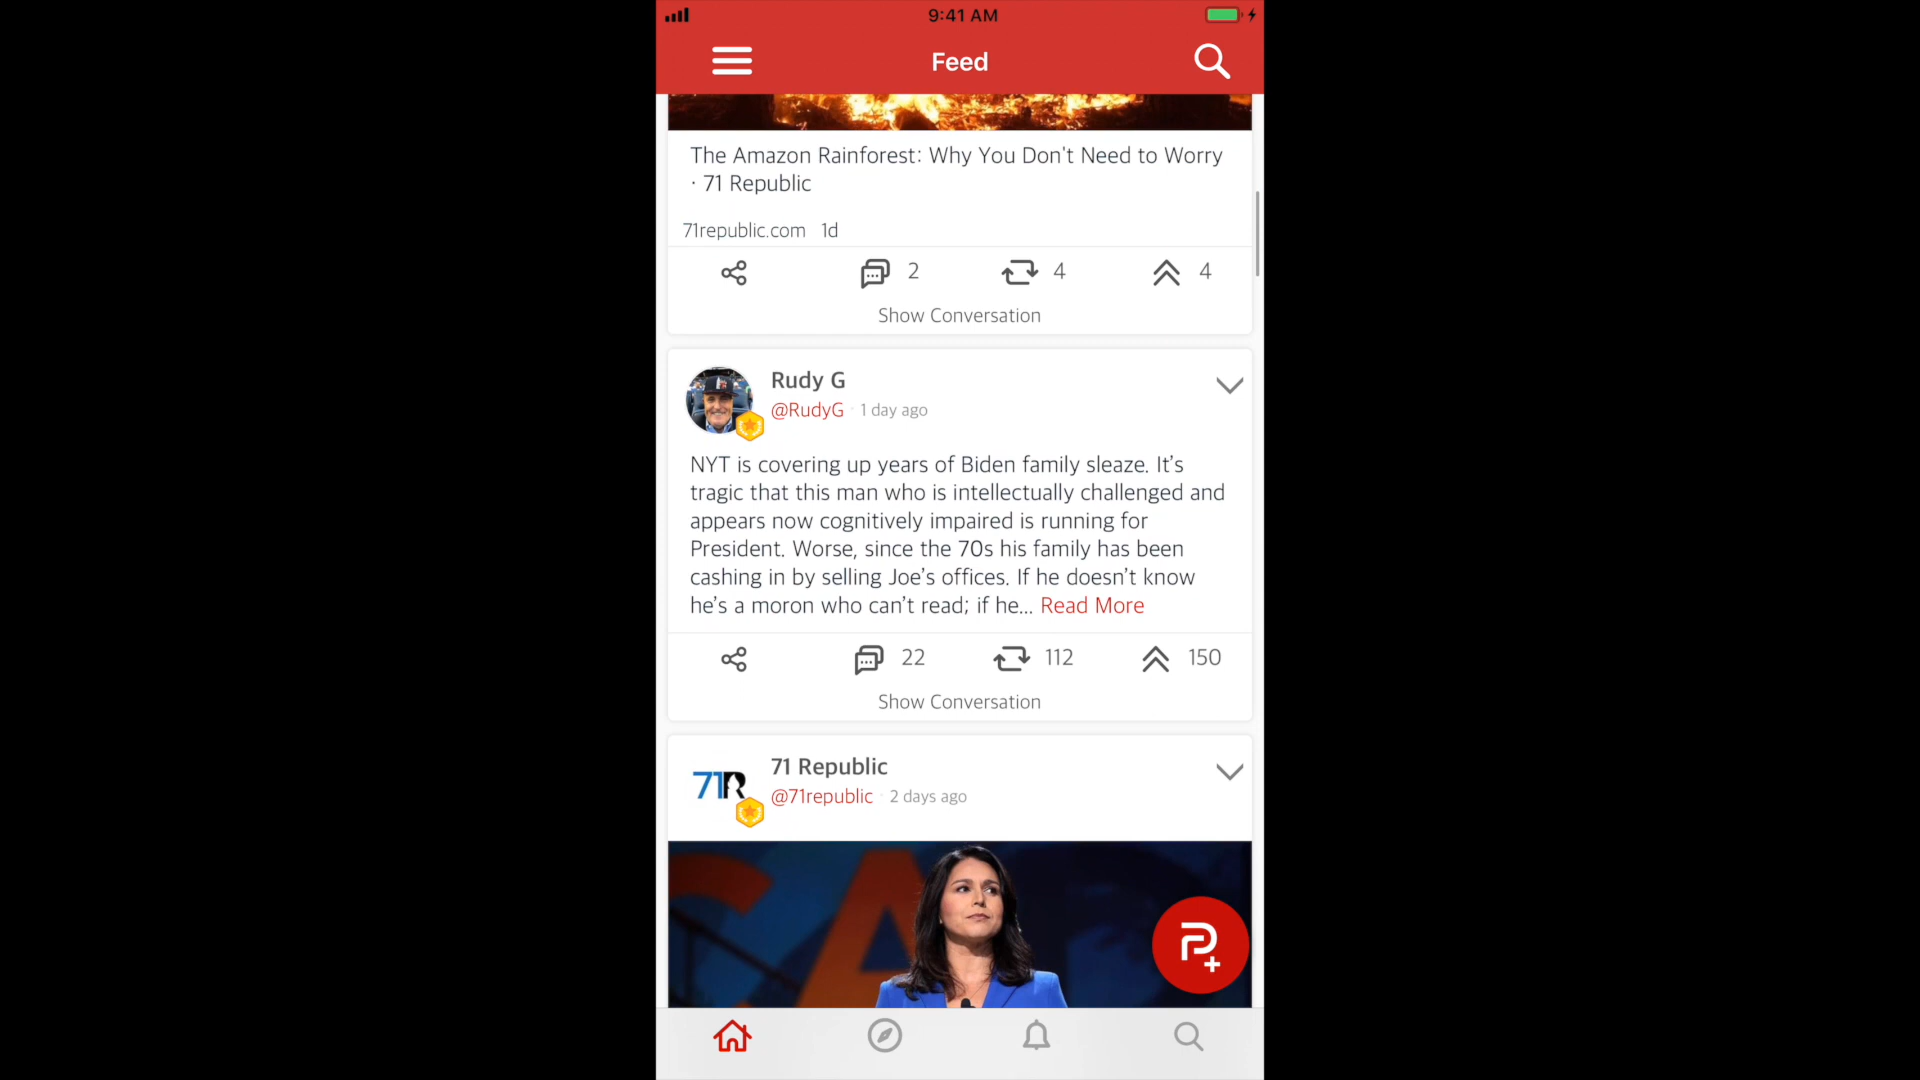 9:41 AM
Feed
The Amazon Rainforest: Why You Don't Need to Worry
· 71 Republic
71republic.com 1d
2 4 4
Show Conversation
Rudy G
@RudyG · 1 day ago
NYT is covering up years of Biden family sleaze. It’s
tragic that this man who is intellectually challenged and
appears now cognitively impaired is running for
President. Worse, since the 70s his family has been
cashing in by selling Joe’s offices. If he doesn’t know
he’s a moron who can’t read; if he... Read More
22 112 150
Show Conversation
71R
71 Republic
@71republic · 2 days ago